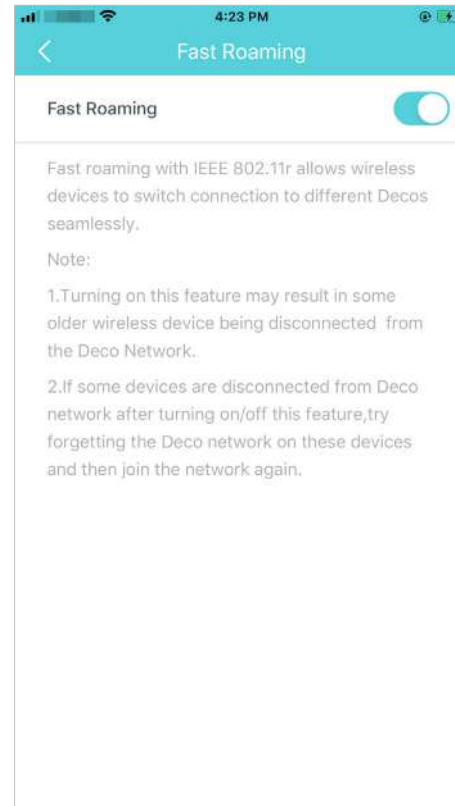 4:23 PM
Fast Roaming
Fast Roaming
Fast roaming with IEEE 802.11r allows wireless
devices to switch connection to different Decos
seamlessly.
Note:
1.Turning on this feature may result in some
older wireless device being disconnected from
the Deco Network.
2.If some devices are disconnected from Deco
network after turning on/off this feature,try
forgetting the Deco network on these devices
and then join the network again.